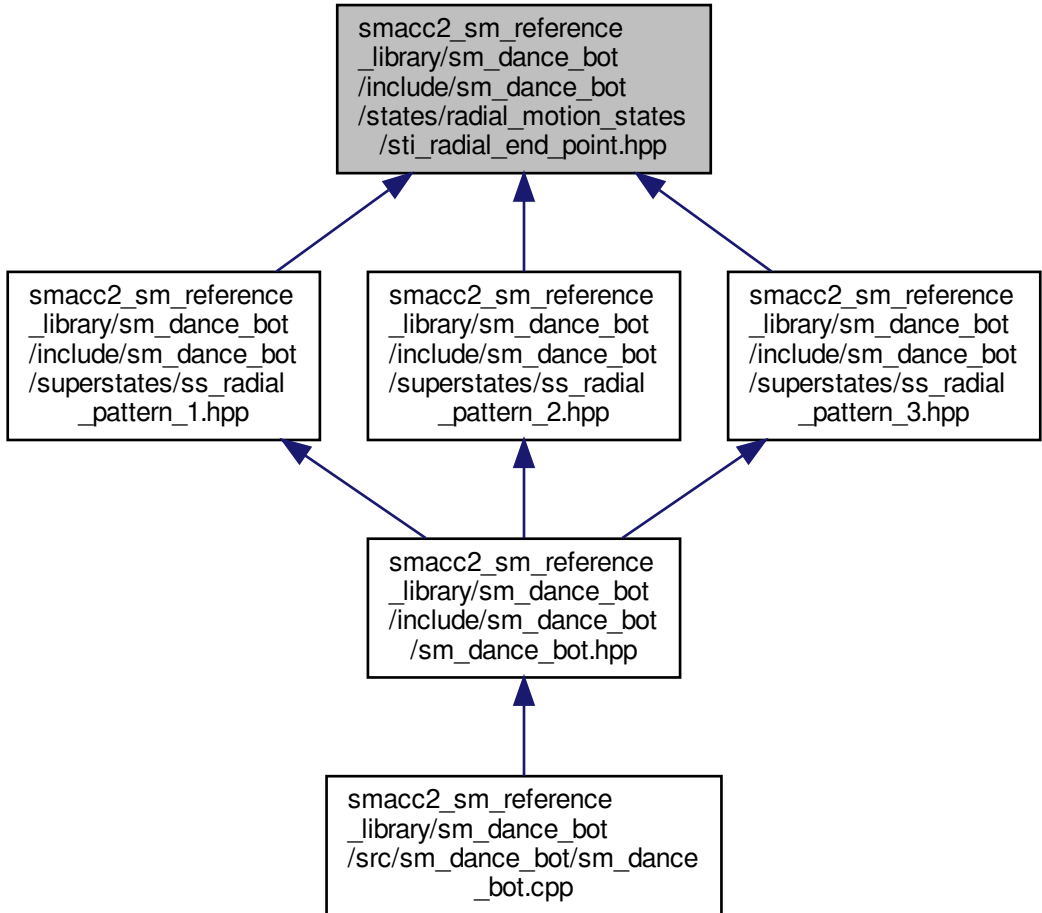 smacc2_sm_reference
_library/sm_dance_bot
/include/sm_dance_bot
/states/radial_motion_states
/sti_radial_end_point.hpp
smacc2_sm_reference
_library/sm_dance_bot
/include/sm_dance_bot
/superstates/ss_radial
_pattern_1.hpp
smacc2_sm_reference
_library/sm_dance_bot
/include/sm_dance_bot
/superstates/ss_radial
_pattern_2.hpp
smacc2_sm_reference
_library/sm_dance_bot
/include/sm_dance_bot
/superstates/ss_radial
_pattern_3.hpp
smacc2_sm_reference
_library/sm_dance_bot
/include/sm_dance_bot
/sm_dance_bot.hpp
smacc2_sm_reference
_library/sm_dance_bot
/src/sm_dance_bot/sm_dance
_bot.cpp